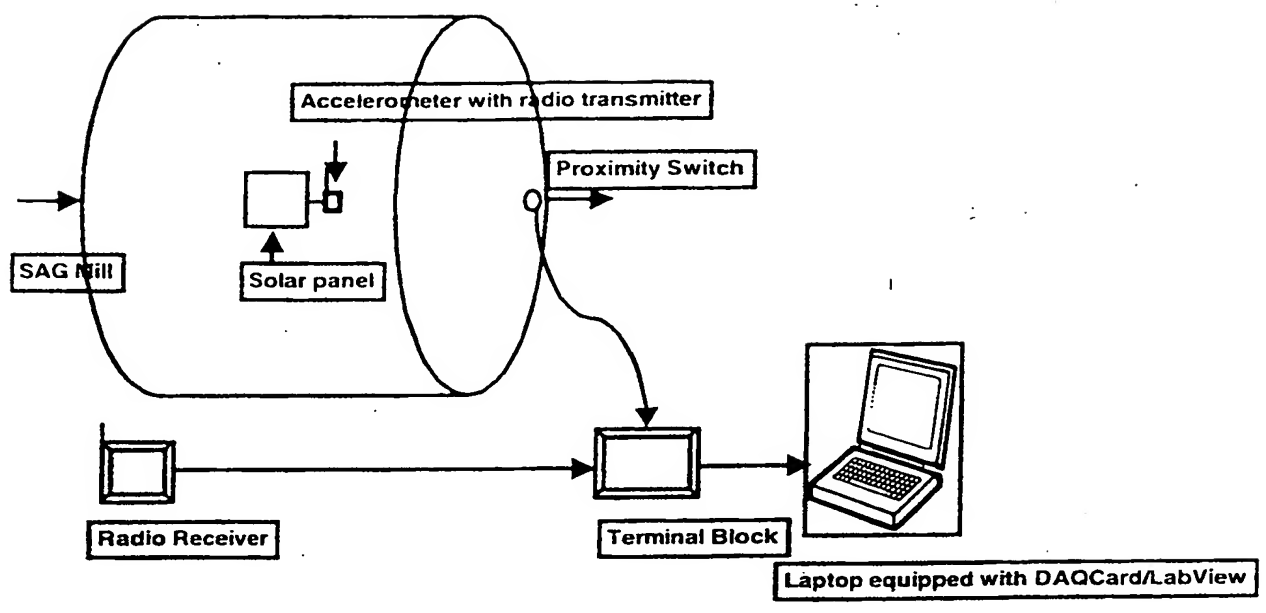 Accelerometer with radio transmitter
Proximity Switch
SAG Mill
Solar panel
Radio Receiver
Terminal Block
Laptop equipped with DAQCard/LabView